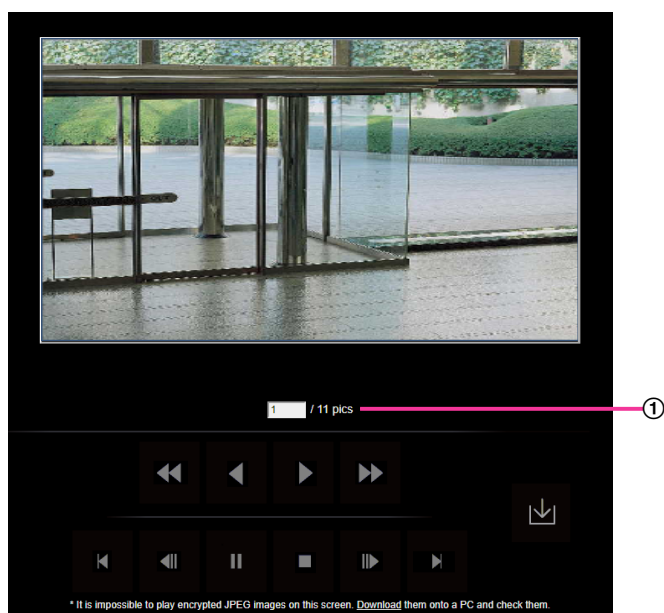 1 / 11 pics
①
* It is impossible to play encrypted JPEG images on this screen. Download them onto a PC and check them.